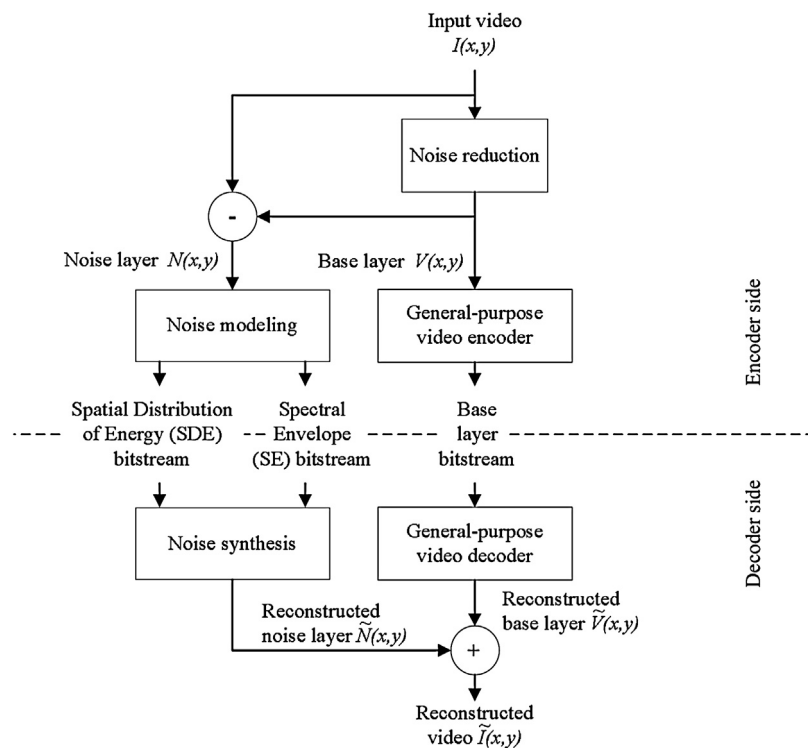 Input video
I(x,y)
Noise reduction
-
Noise layer N(x,y)
Base layer V(x,y)
Noise modeling
General-purpose
video encoder
Encoder side
Spatial Distribution
of Energy (SDE)
bitstream
Spectral
Envelope
(SE) bitstream
Base
layer
bitstream
Noise synthesis
General-purpose
video decoder
Decoder side
Reconstructed
noise layer Ñ(x,y)
Reconstructed
base layer Ṽ(x,y)
+
Reconstructed
video Ĩ(x,y)